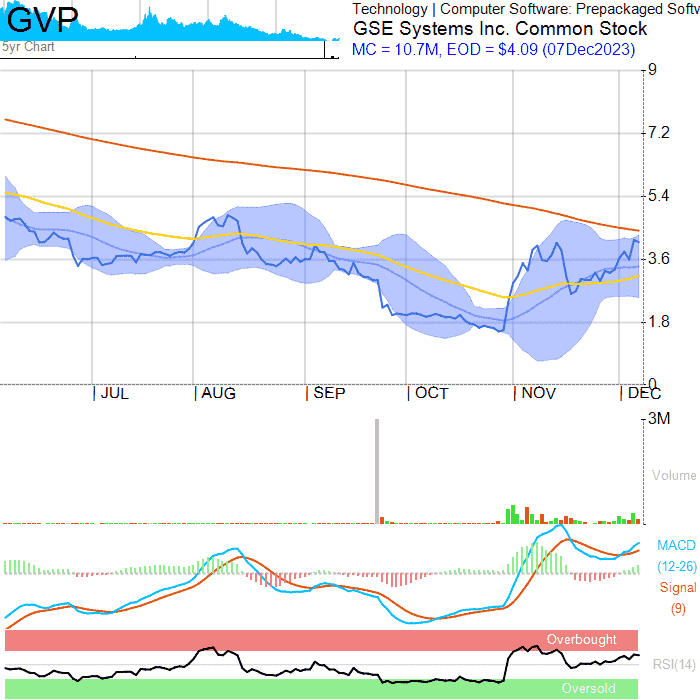 GVP
5yr Chart
Technology | Computer Software: Prepackaged Softw
GSE Systems Inc. Common Stock
MC = 10.7M, EOD = $4.09 (07Dec2023)
9
7.2
5.4
3.6
1.8
0
JUL
AUG
SEP
OCT
NOV
DEC
3M
Volume
MACD
(12-26)
Signal
(9)
Overbought
RSI(14)
Oversold